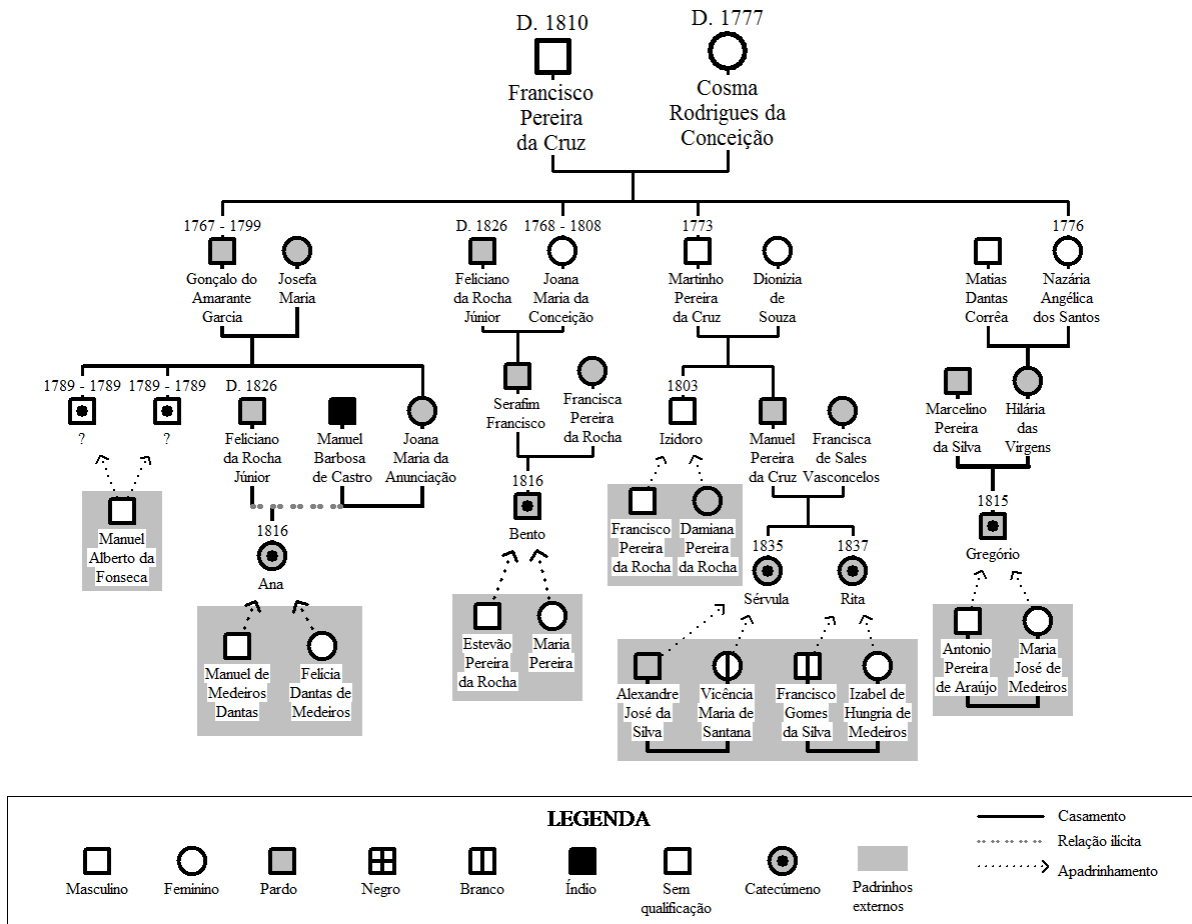 D. 1810
D. 1777
Francisco
Pereira
da Cruz
Cosma
Rodrigues da
Conceição
1767 - 1799
Gonçalo do
Amarante
Garcia
Josefa
Maria
D. 1826
Feliciano
da Rocha
Júnior
1768 - 1808
Joana
Maria da
Conceição
1773
Martinho
Pereira
da Cruz
Dionizia
de
Souza
Matias
Dantas
Corrêa
1776
Nazária
Angélica
dos Santos
1789 - 1789
?
1789 - 1789
?
D. 1826
Feliciano
da Rocha
Júnior
Manuel
Barbosa
de Castro
Joana
Maria da
Anunciação
Serafim
Francisco
Francisca
Pereira
da Rocha
1803
Izidoro
Manuel
Pereira
da Cruz
Francisca
de Sales
Vasconcelos
Marcelino
Pereira
da Silva
Hilária
das
Virgens
Manuel
Alberto da
Fonseca
1816
Ana
1816
Bento
Francisco
Pereira
da Rocha
Damiana
Pereira
da Rocha
1835
Sérvula
1837
Rita
1815
Gregório
Manuel de
Medeiros
Dantas
Felícia
Dantas de
Medeiros
Estevão
Pereira
da Rocha
Maria
Pereira
Alexandre
José da
Silva
Vicência
Maria de
Santana
Francisco
Gomes
da Silva
Izabel de
Hungria de
Medeiros
Antonio
Pereira
de Araújo
Maria
José de
Medeiros
LEGENDA
Masculino
Feminino
Pardo
Negro
Branco
Índio
Sem
qualificação
Catecúmeno
Padrinhos
externos
Casamento
Relação ilícita
Apadrinhamento